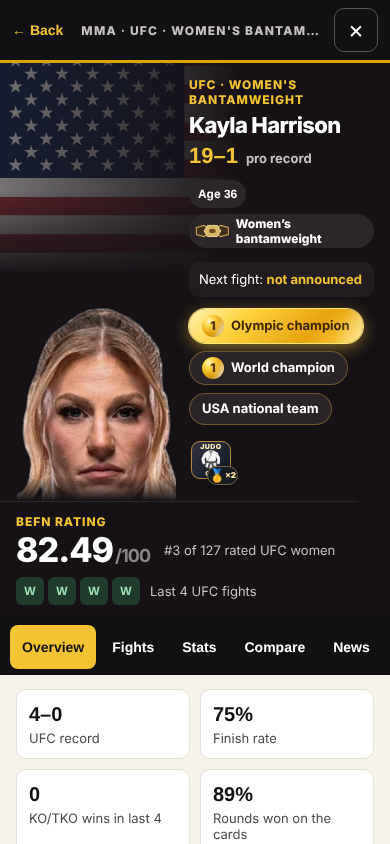 ← Back
MMA · UFC · WOMEN'S BANTAM...
×
UFC · WOMEN'S
BANTAMWEIGHT
Kayla Harrison
19–1 pro record
Age 36
Women's
bantamweight
Next fight: not announced
1 Olympic champion
1 World champion
USA national team
JUDO
×2
BEFN RATING
82.49/100 #3 of 127 rated UFC women
W W W W Last 4 UFC fights
Overview Fights Stats Compare News
4–0
UFC record
75%
Finish rate
0
KO/TKO wins in last 4
89%
Rounds won on the
cards